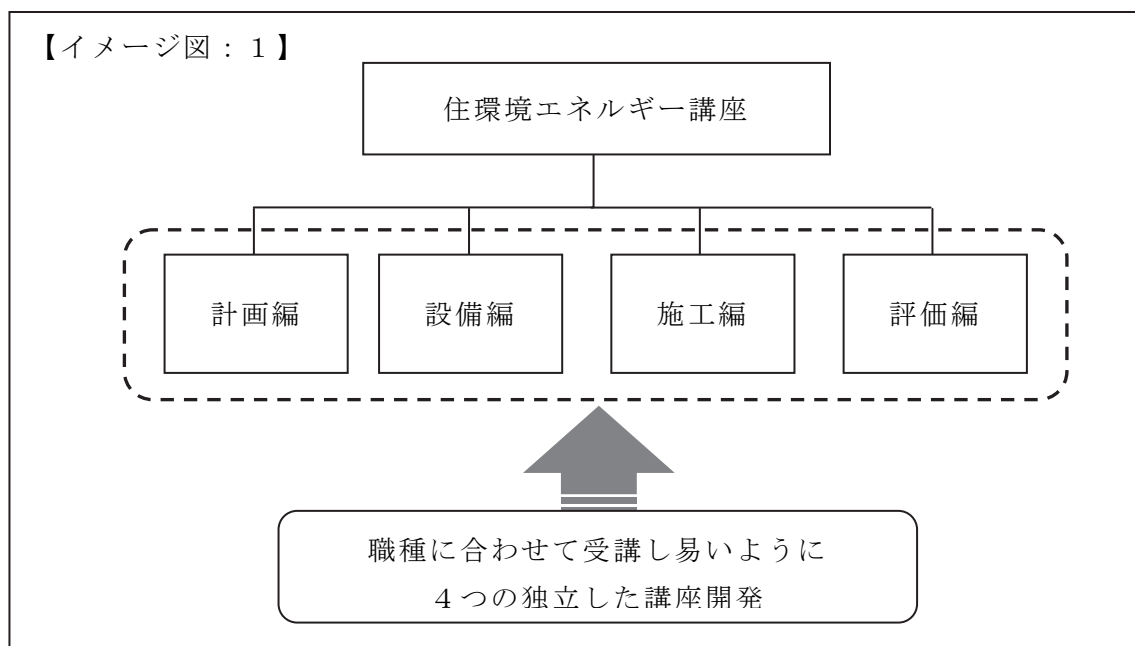 【イメージ図：１】
住環境エネルギー講座
計画編
設備編
施工編
評価編
職種に合わせて受講し易いように
４つの独立した講座開発